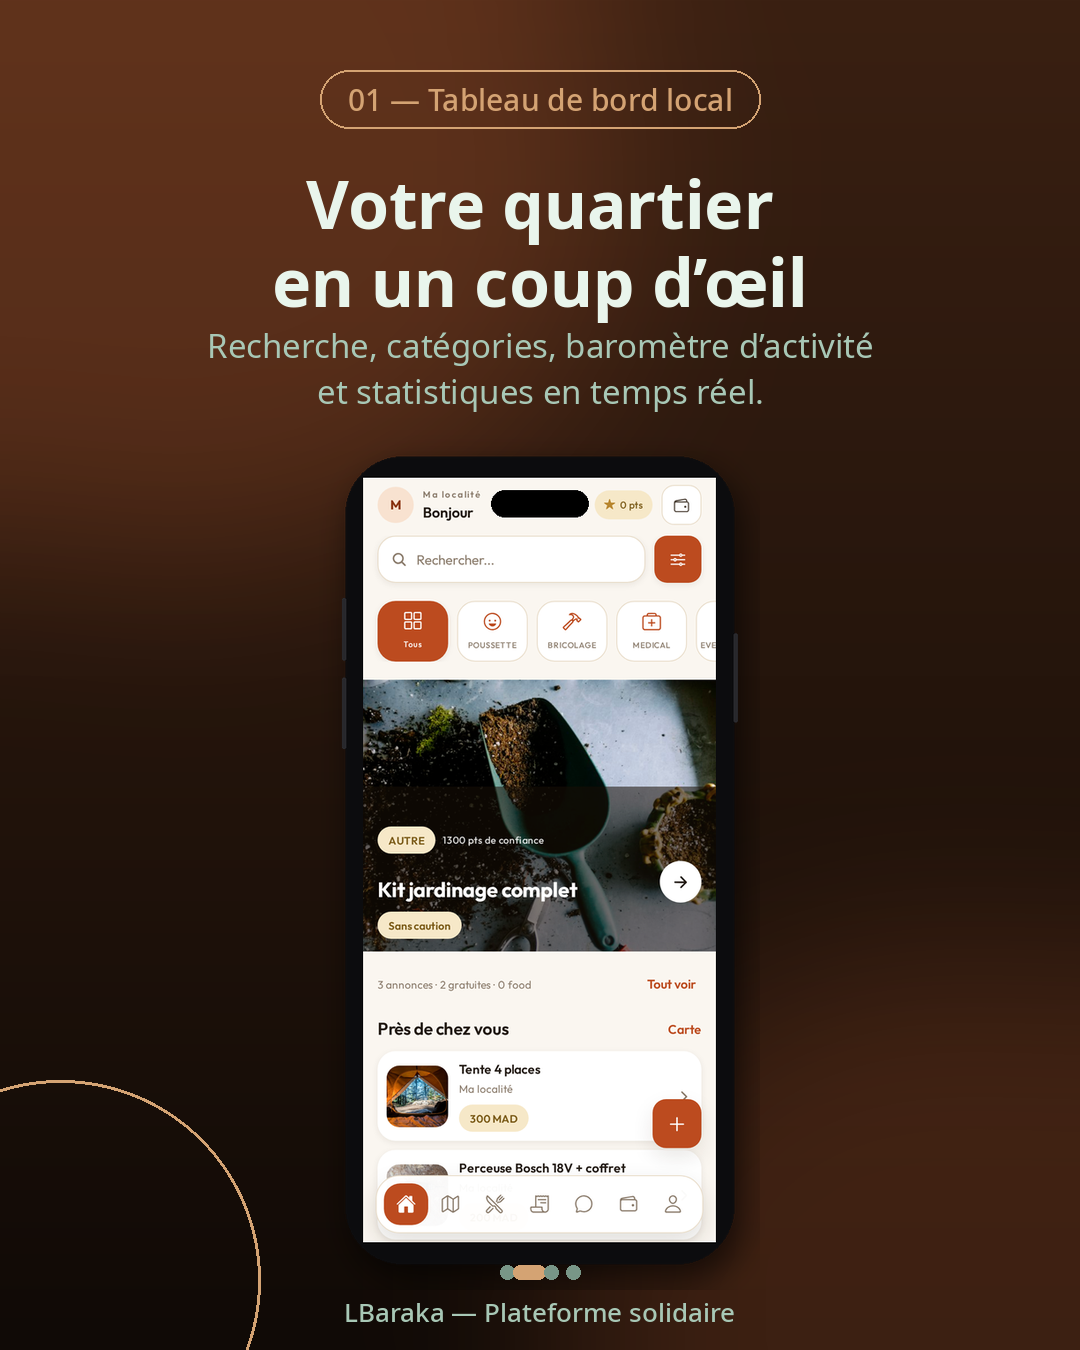 01 — Tableau de bord local
Votre quartier
en un coup d’œil
Recherche, catégories, baromètre d’activité
et statistiques en temps réel.
M
Ma localité
Bonjour
★ 0 pts
Rechercher...
Tous
POUSSETTE
BRICOLAGE
MEDICAL
EVE
AUTRE
1300 pts de confiance
Kit jardinage complet
Sans caution
3 annonces · 2 gratuites · 0 food
Tout voir
Près de chez vous
Carte
Tente 4 places
Ma localité
300 MAD
Perceuse Bosch 18V + coffret
LBaraka — Plateforme solidaire